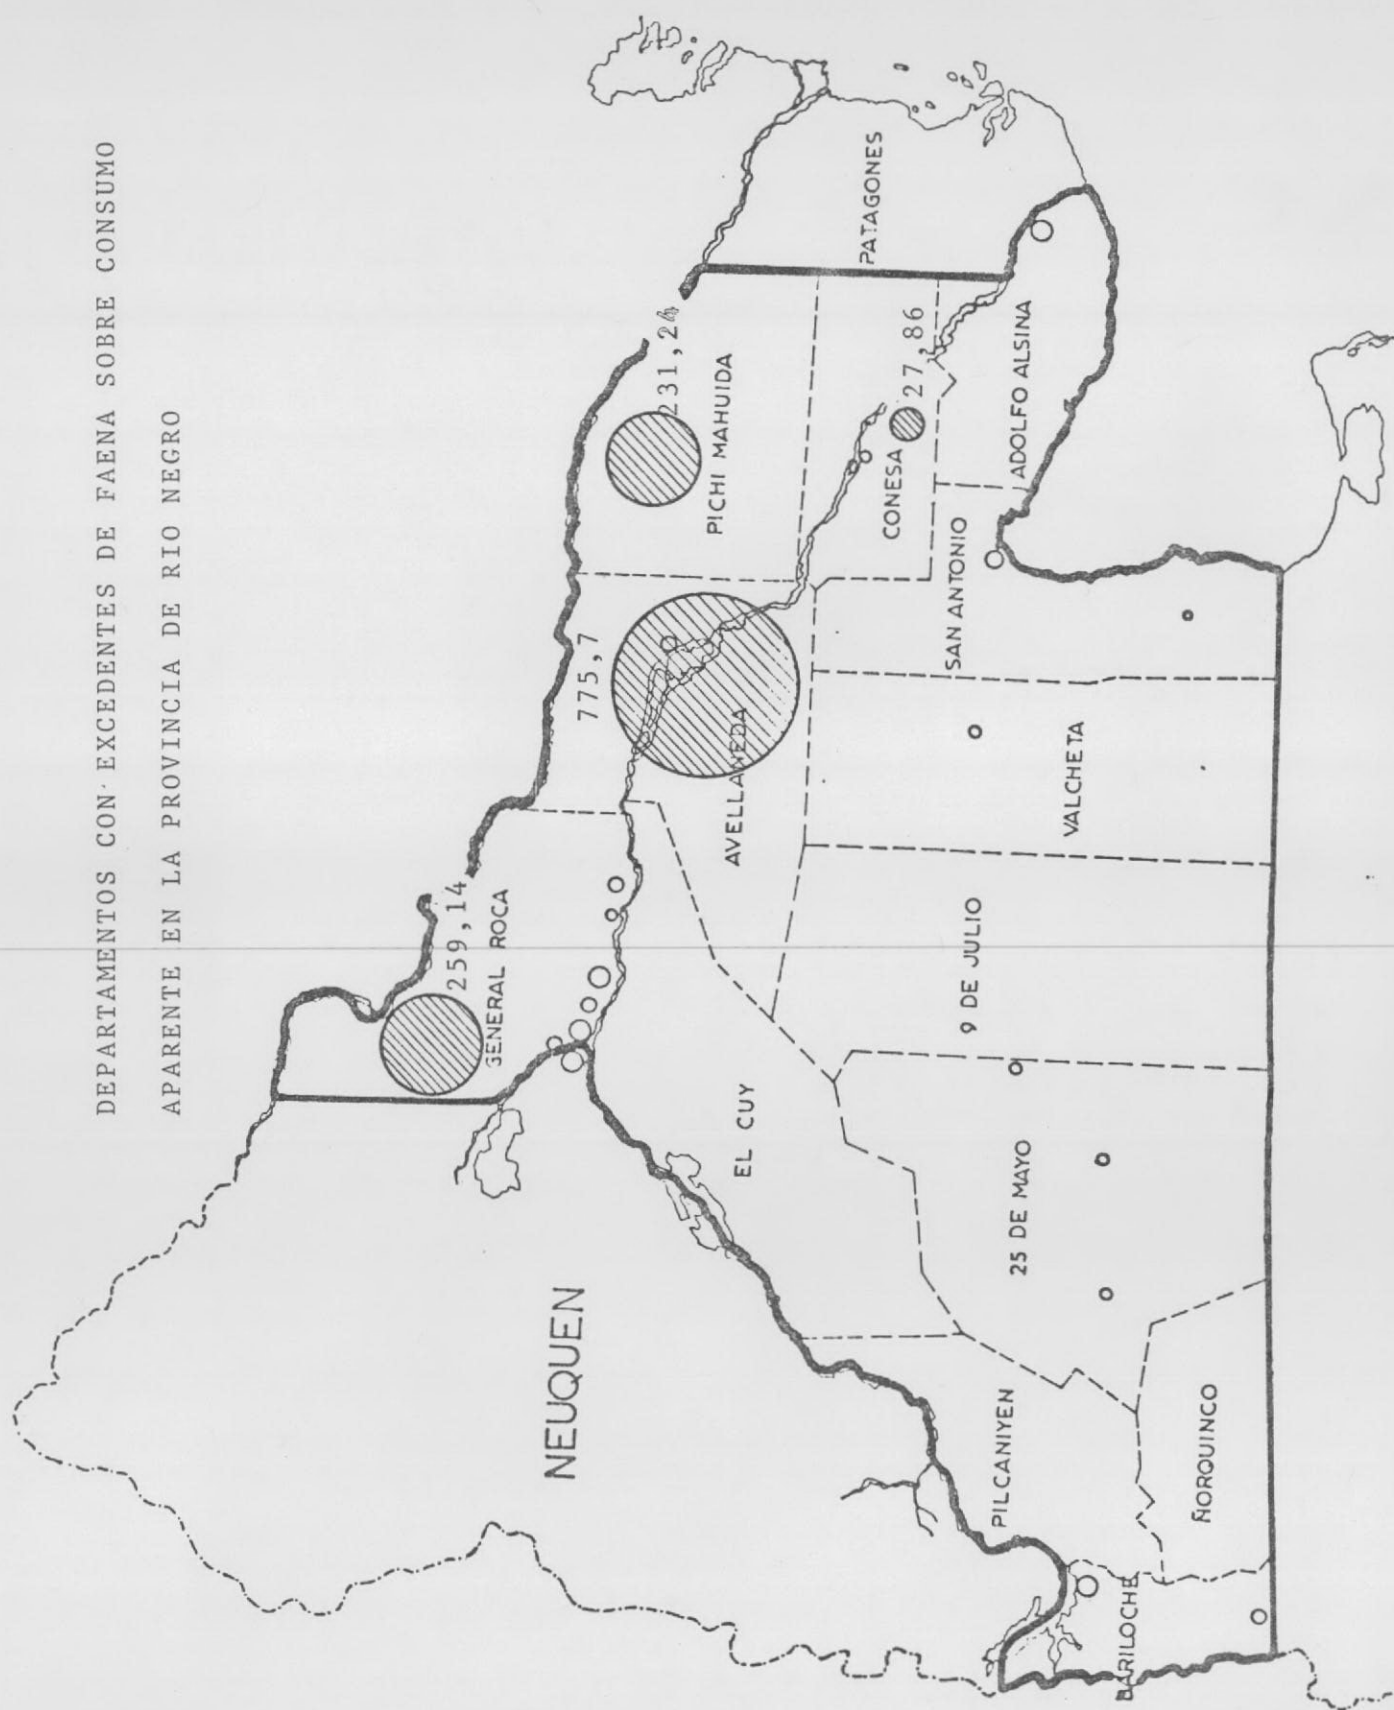 DEPARTAMENTOS CON EXCEDENTES DE FAENA SOBRE CONSUMO
APARENTE EN LA PROVINCIA DE RIO NEGRO
NEUQUEN
259,14
GENERAL ROCA
775,7
AVELLANEDA
231,24
PICHI MAHUIDA
PATAGONES
CONESA
27,86
ADOLFO ALSINA
SAN ANTONIO
VALCHETA
9 DE JULIO
EL CUY
25 DE MAYO
PILCANIYEN
ÑORQUINCO
BARILOCHE